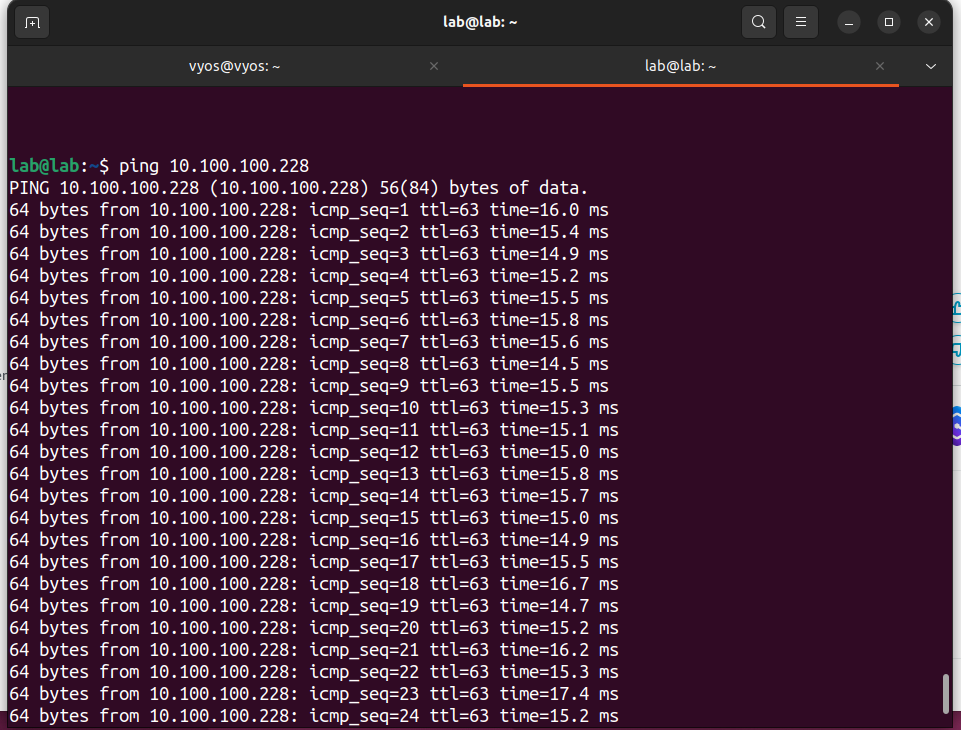 lab@lab: ~
vyos@vyos: ~
lab@lab: ~
lab@lab:~$ ping 10.100.100.228
PING 10.100.100.228 (10.100.100.228) 56(84) bytes of data.
64 bytes from 10.100.100.228: icmp_seq=1 ttl=63 time=16.0 ms
64 bytes from 10.100.100.228: icmp_seq=2 ttl=63 time=15.4 ms
64 bytes from 10.100.100.228: icmp_seq=3 ttl=63 time=14.9 ms
64 bytes from 10.100.100.228: icmp_seq=4 ttl=63 time=15.2 ms
64 bytes from 10.100.100.228: icmp_seq=5 ttl=63 time=15.5 ms
64 bytes from 10.100.100.228: icmp_seq=6 ttl=63 time=15.8 ms
64 bytes from 10.100.100.228: icmp_seq=7 ttl=63 time=15.6 ms
64 bytes from 10.100.100.228: icmp_seq=8 ttl=63 time=14.5 ms
64 bytes from 10.100.100.228: icmp_seq=9 ttl=63 time=15.5 ms
64 bytes from 10.100.100.228: icmp_seq=10 ttl=63 time=15.3 ms
64 bytes from 10.100.100.228: icmp_seq=11 ttl=63 time=15.1 ms
64 bytes from 10.100.100.228: icmp_seq=12 ttl=63 time=15.0 ms
64 bytes from 10.100.100.228: icmp_seq=13 ttl=63 time=15.8 ms
64 bytes from 10.100.100.228: icmp_seq=14 ttl=63 time=15.7 ms
64 bytes from 10.100.100.228: icmp_seq=15 ttl=63 time=15.0 ms
64 bytes from 10.100.100.228: icmp_seq=16 ttl=63 time=14.9 ms
64 bytes from 10.100.100.228: icmp_seq=17 ttl=63 time=15.5 ms
64 bytes from 10.100.100.228: icmp_seq=18 ttl=63 time=16.7 ms
64 bytes from 10.100.100.228: icmp_seq=19 ttl=63 time=14.7 ms
64 bytes from 10.100.100.228: icmp_seq=20 ttl=63 time=15.2 ms
64 bytes from 10.100.100.228: icmp_seq=21 ttl=63 time=16.2 ms
64 bytes from 10.100.100.228: icmp_seq=22 ttl=63 time=15.3 ms
64 bytes from 10.100.100.228: icmp_seq=23 ttl=63 time=17.4 ms
64 bytes from 10.100.100.228: icmp_seq=24 ttl=63 time=15.2 ms